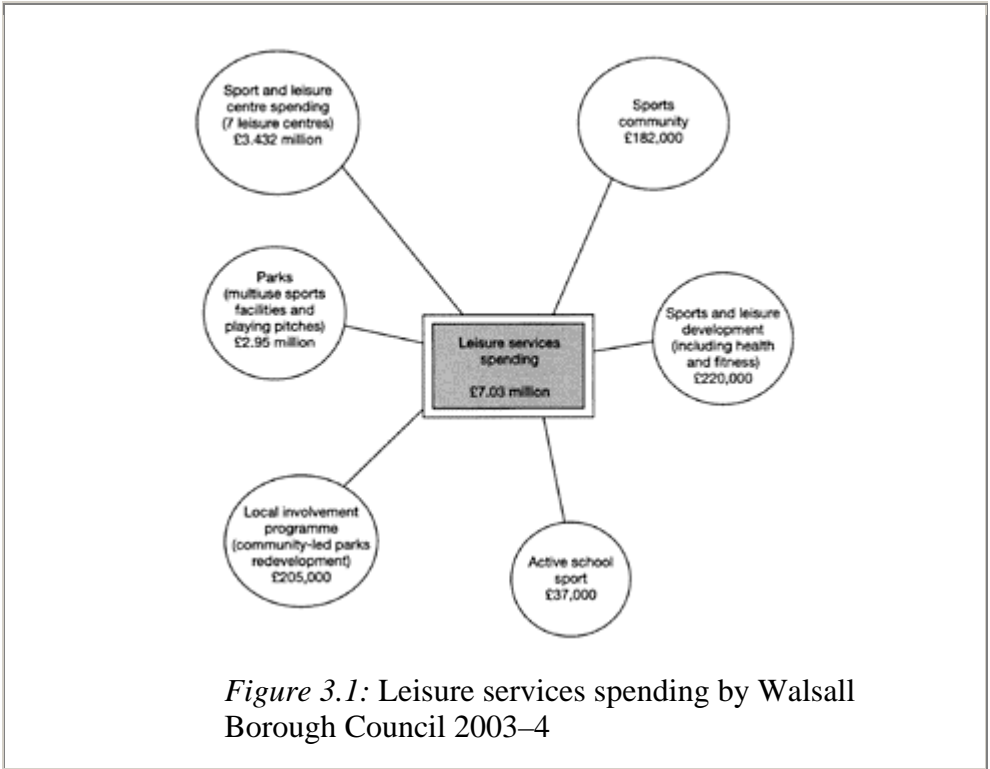 Sport and leisure
centre spending
(7 leisure centres)
£3.432 million
Sports
community
£182,000
Parks
(multiuse sports
facilities and
playing pitches)
£2.95 million
Leisure services
spending
£7.03 million
Sports and leisure
development
(including health
and fitness)
£220,000
Local involvement
programme
(community-led parks
redevelopment)
£205,000
Active school
sport
£37,000
Figure 3.1: Leisure services spending by Walsall
Borough Council 2003–4